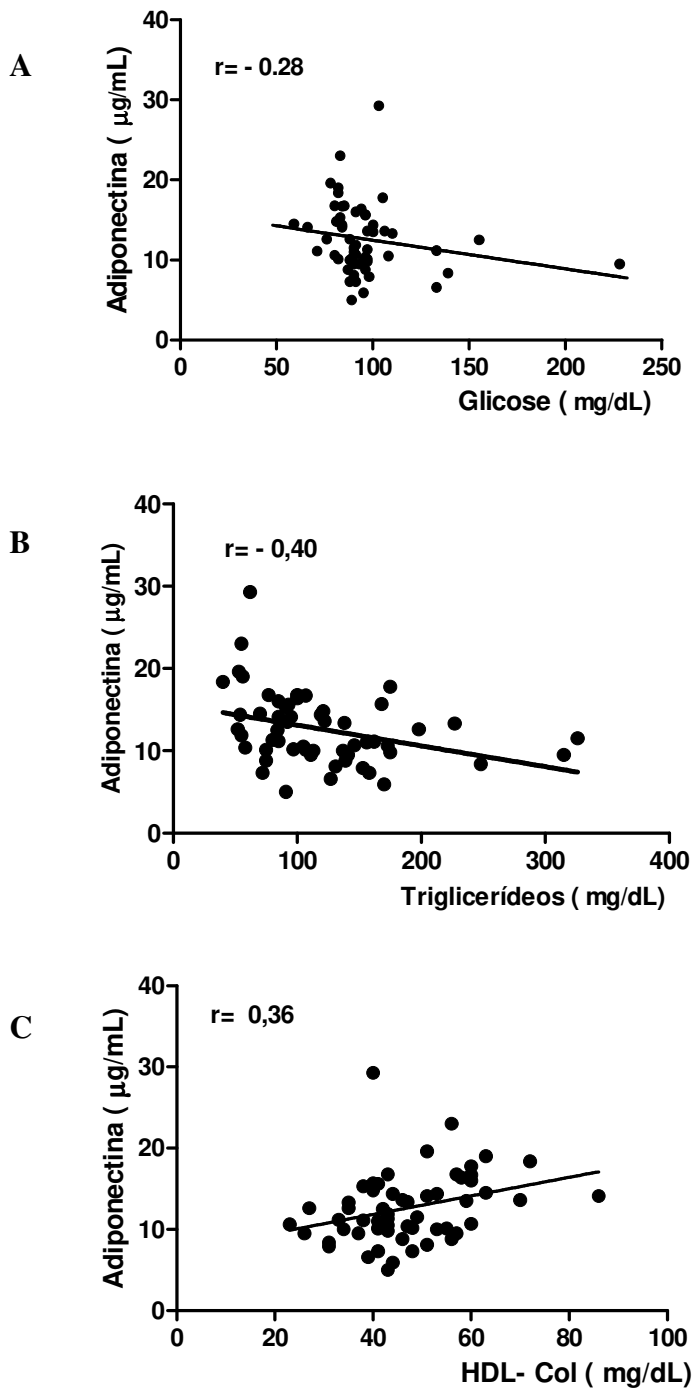 A
Adiponectina ( µg/mL)
r= - 0.28
40
30
20
10
0
0 50 100 150 200 250
Glicose ( mg/dL)
B
Adiponectina ( µg/mL)
r= - 0,40
40
30
20
10
0
0 100 200 300 400
Triglicerídeos ( mg/dL)
C
Adiponectina ( µg/mL)
r= 0,36
40
30
20
10
0
0 20 40 60 80 100
HDL- Col ( mg/dL)